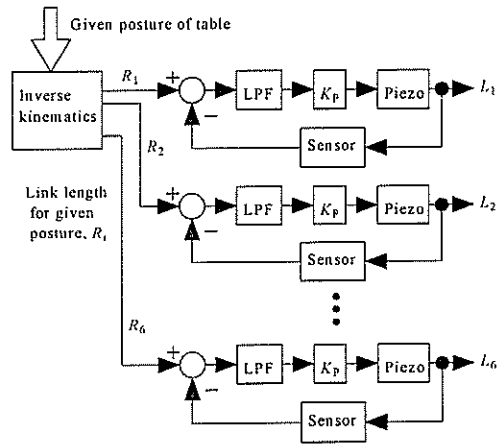 Given posture of table
Inverse
kinematics
R1
+
−
LPF
KP
Piezo
L1
Sensor
R2
+
−
LPF
KP
Piezo
L2
Sensor
Link length
for given
posture, Ri
R6
+
−
LPF
KP
Piezo
L6
Sensor